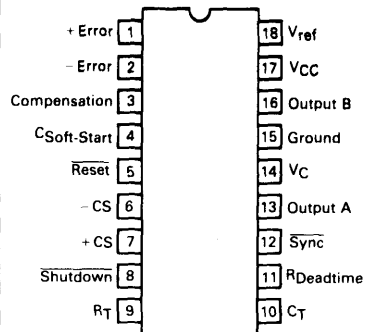 + Error 1 18 Vref
− Error 2 17 VCC
Compensation 3 16 Output B
CSoft-Start 4 15 Ground
Reset 5 14 VC
− CS 6 13 Output A
+ CS 7 12 Sync
Shutdown 8 11 RDeadtime
RT 9 10 CT